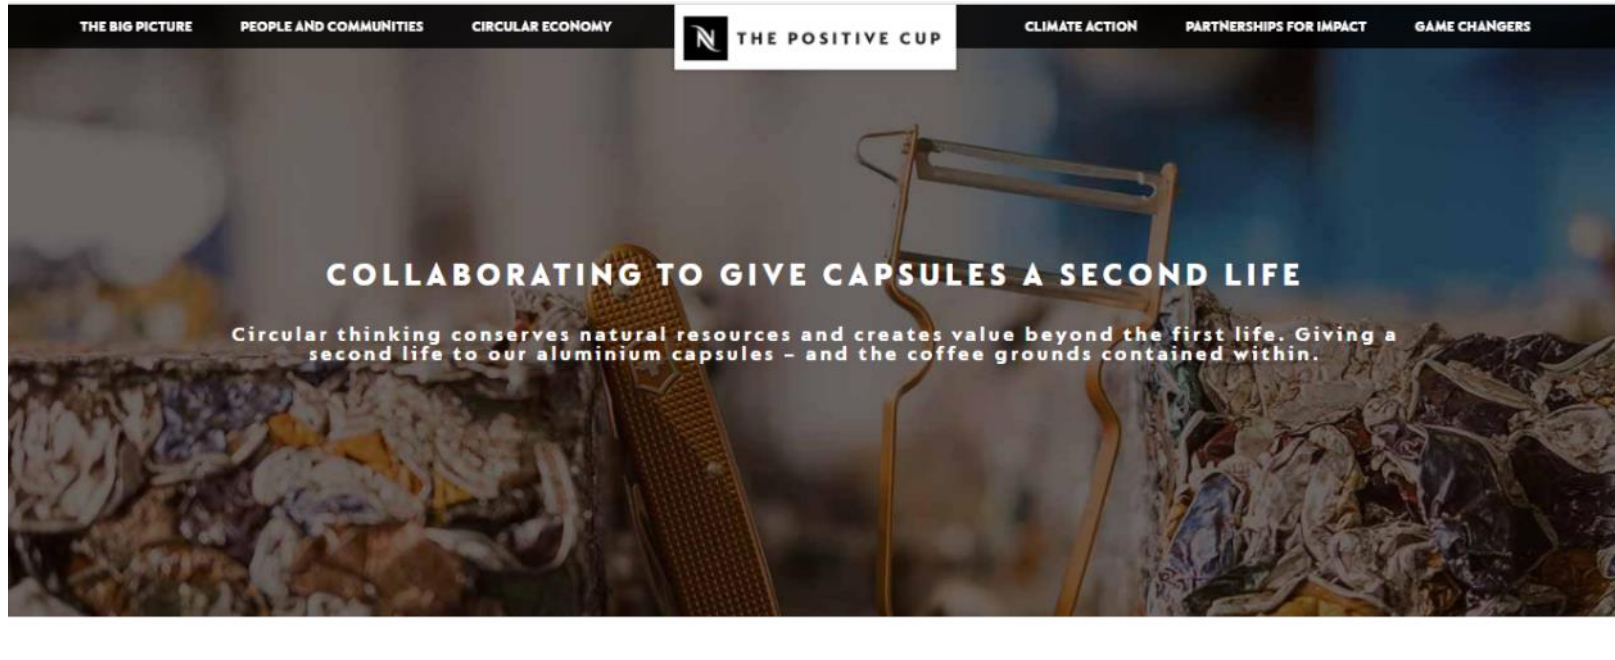 THE BIG PICTURE
PEOPLE AND COMMUNITIES
CIRCULAR ECONOMY
N THE POSITIVE CUP
CLIMATE ACTION
PARTNERSHIPS FOR IMPACT
GAME CHANGERS
COLLABORATING TO GIVE CAPSULES A SECOND LIFE
Circular thinking conserves natural resources and creates value beyond the first life. Giving a
second life to our aluminium capsules – and the coffee grounds contained within.